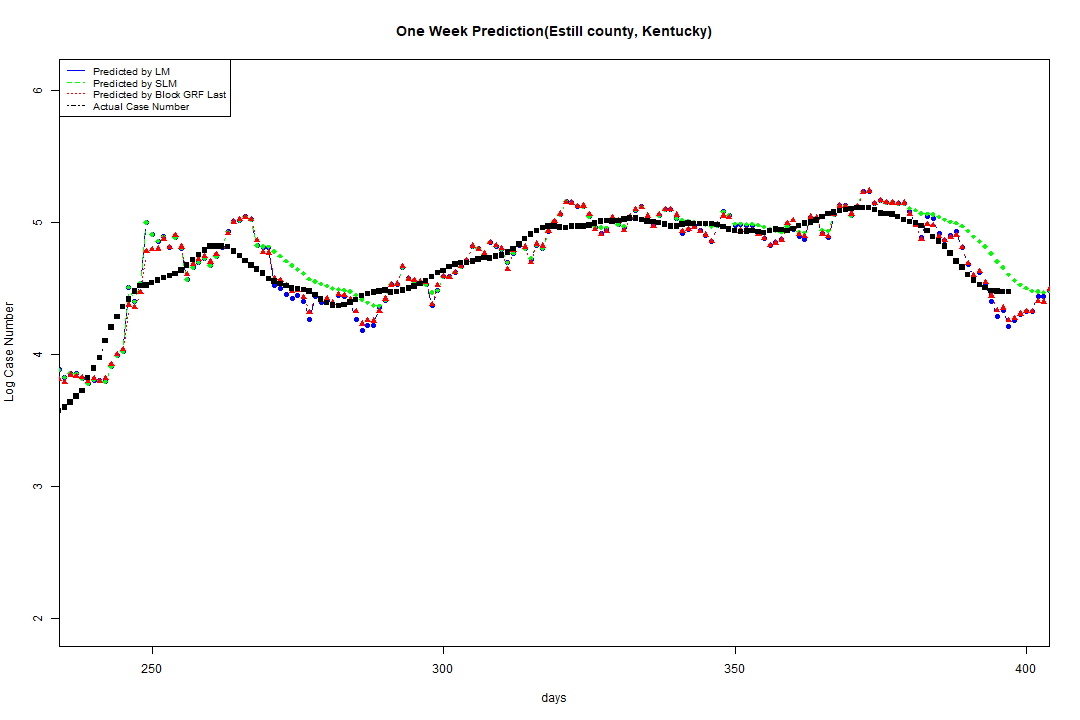 One Week Prediction(Estill county, Kentucky)
Predicted by LM
Predicted by SLM
Predicted by Block GRF Last
Actual Case Number
6
5
4
3
2
Log Case Number
250 300 350 400
days